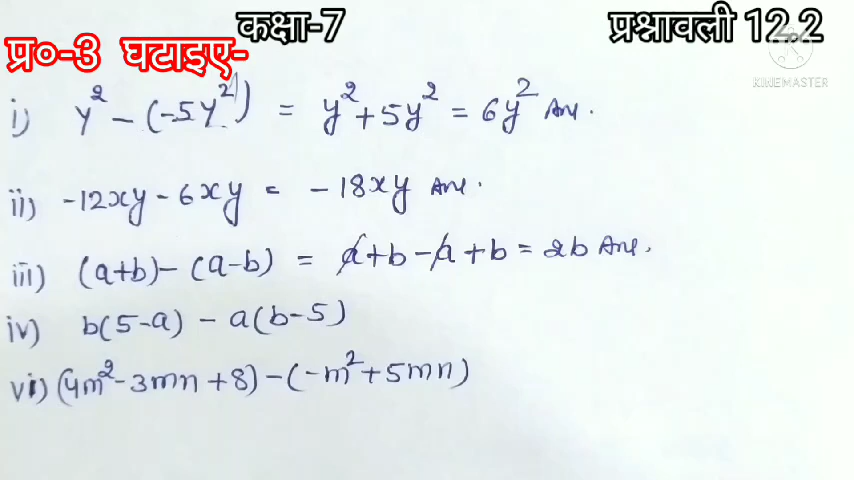 कक्षा-7 प्रश्नावली 12.2
प्र०-3 घटाइए-
KINEMASTER
i) y² - (-5y²) = y² + 5y² = 6y² Ans.
ii) -12xy - 6xy = -18xy Ans.
iii) (a+b) - (a-b) = a+b-a+b = 2b Ans.
iv) b(5-a) - a(b-5)
vi) (4m² - 3mn + 8) - (-m² + 5mn)